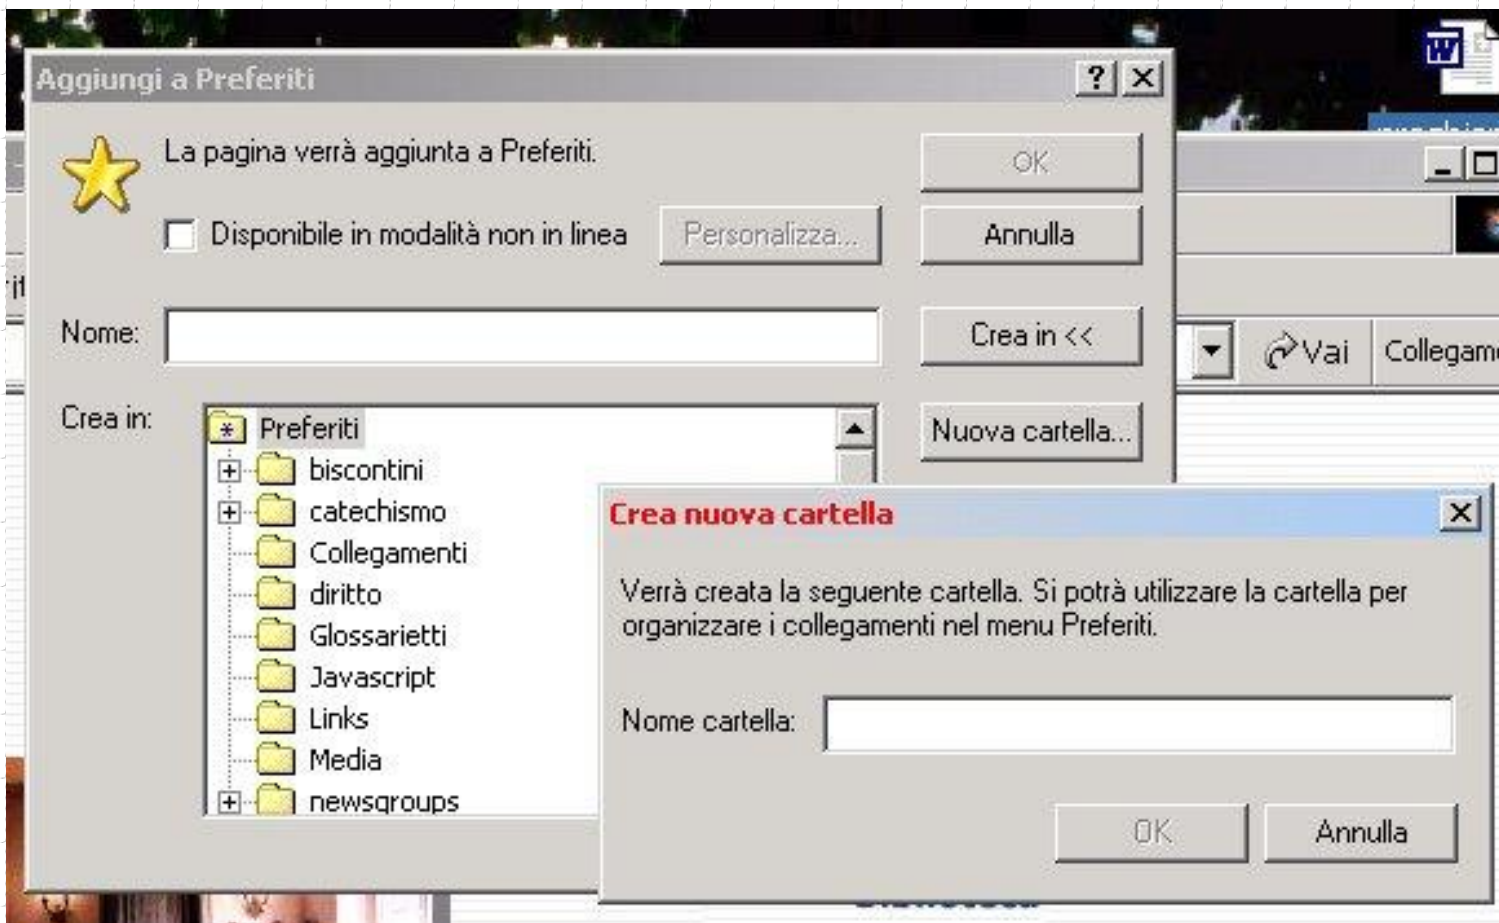 Aggiungi a Preferiti
La pagina verrà aggiunta a Preferiti.
OK
Disponibile in modalità non in linea
Personalizza...
Annulla
Nome:
Crea in <<
Vai
Crea in:
Preferiti
Nuova cartella...
biscontini
catechismo
Collegamenti
diritto
Glossarietti
Javascript
Links
Media
newsgroups
Crea nuova cartella
Verrà creata la seguente cartella. Si potrà utilizzare la cartella per
organizzare i collegamenti nel menu Preferiti.
Nome cartella:
OK
Annulla